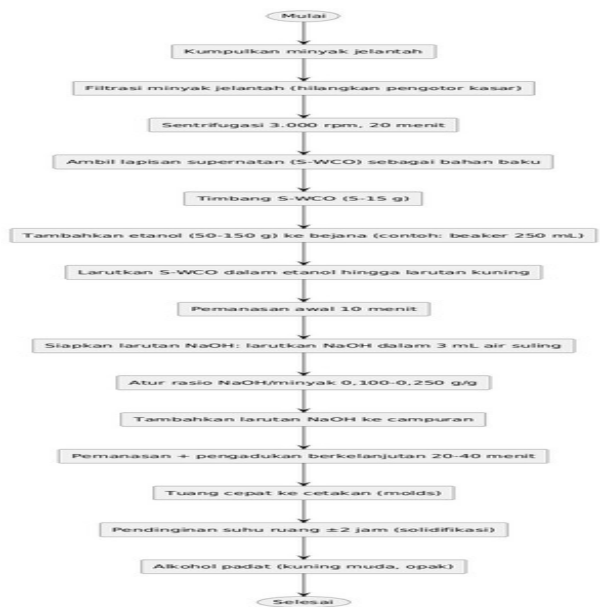 Mulai
Kumpulkan minyak jelantah
Filtrasi minyak jelantah (hilangkan pengotor kasar)
Sentrifugasi 3.000 rpm, 20 menit
Ambil lapisan supernatan (S-WCO) sebagai bahan baku
Timbang S-WCO (5-15 g)
Tambahkan etanol (50-150 g) ke bejana (contoh: beaker 250 mL)
Larutkan S-WCO dalam etanol hingga larutan kuning
Pemanasan awal 10 menit
Siapkan larutan NaOH: larutkan NaOH dalam 3 mL air suling
Atur rasio NaOH/minyak 0,100-0,250 g/g
Tambahkan larutan NaOH ke campuran
Pemanasan + pengadukan berkelanjutan 20-40 menit
Tuang cepat ke cetakan (molds)
Pendinginan suhu ruang ±2 jam (solidifikasi)
Alkohol padat (kuning muda, opak)
Selesai